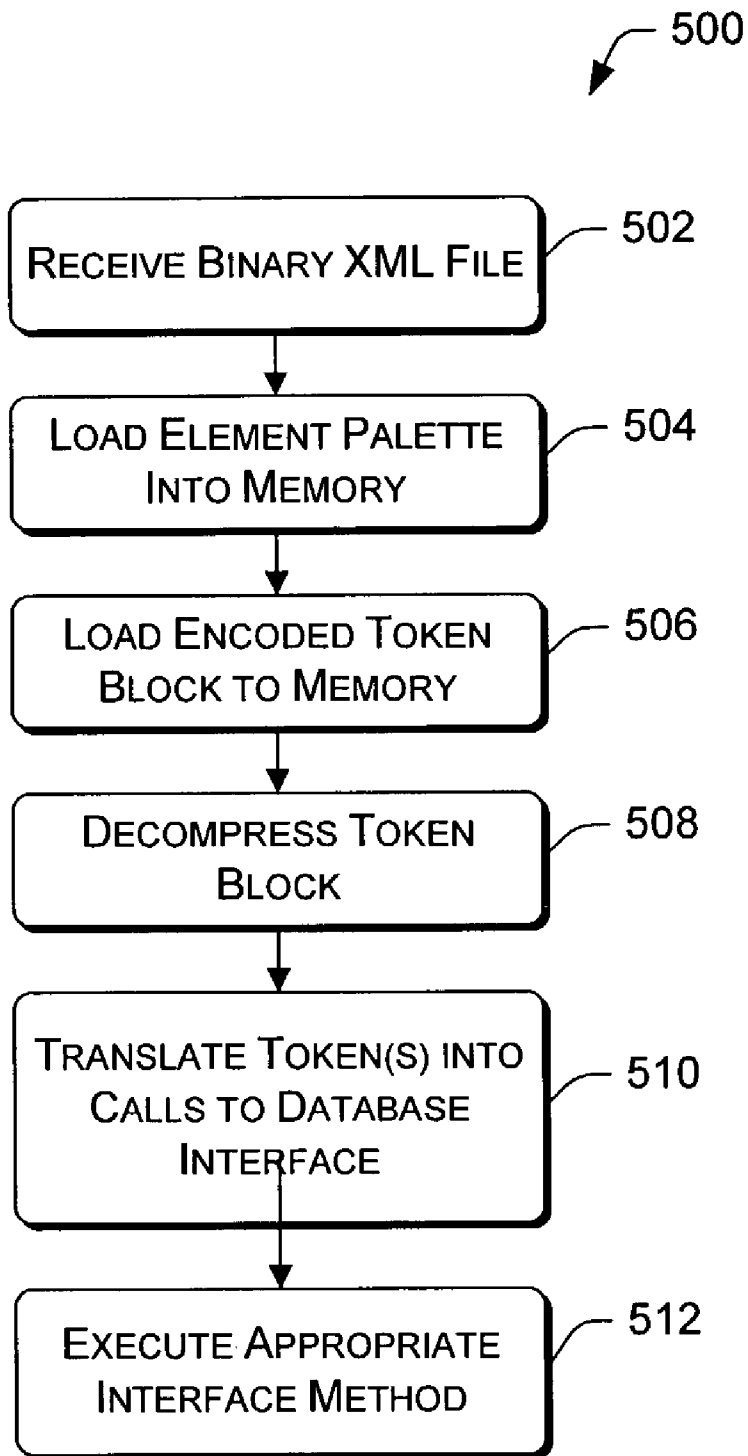 500
RECEIVE BINARY XML FILE
502
LOAD ELEMENT PALETTE
INTO MEMORY
504
LOAD ENCODED TOKEN
BLOCK TO MEMORY
506
DECOMPRESS TOKEN
BLOCK
508
TRANSLATE TOKEN(S) INTO
CALLS TO DATABASE
INTERFACE
510
EXECUTE APPROPRIATE
INTERFACE METHOD
512